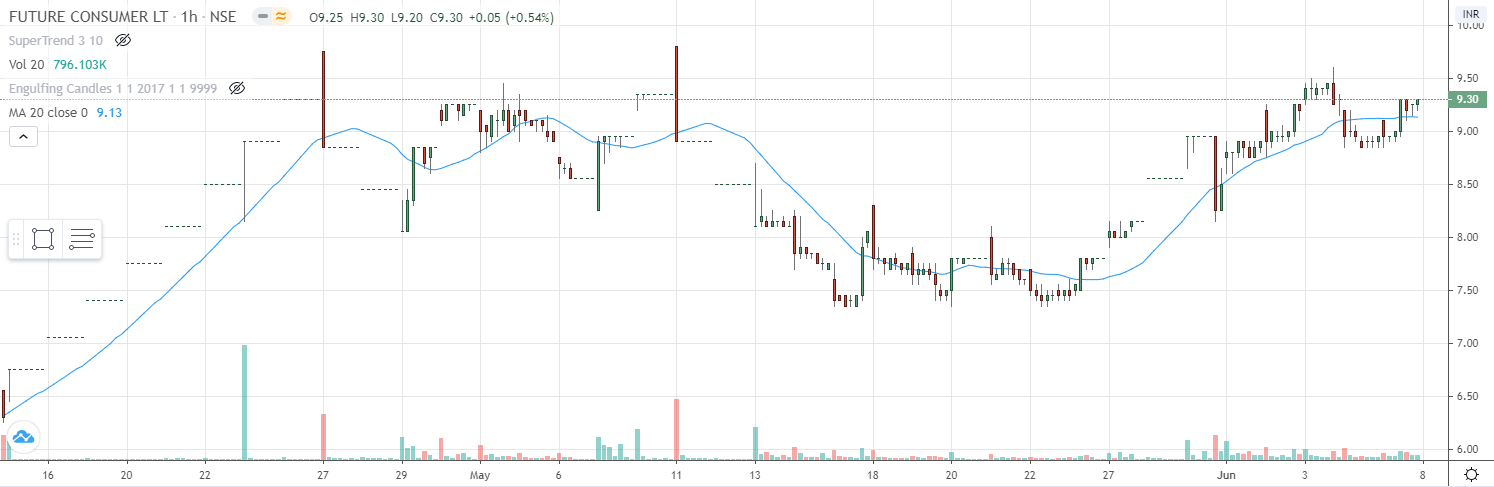 FUTURE CONSUMER LT · 1h · NSE O9.25 H9.30 L9.20 C9.30 +0.05 (+0.54%)
SuperTrend 3 10
Vol 20 796.103K
Engulfing Candles 1 1 2017 1 1 9999
MA 20 close 0 9.13
INR
10.00
9.50
9.30
9.00
8.50
8.00
7.50
7.00
6.50
6.00
16 20 22 27 29 May 6 11 13 18 20 22 27 Jun 3 8